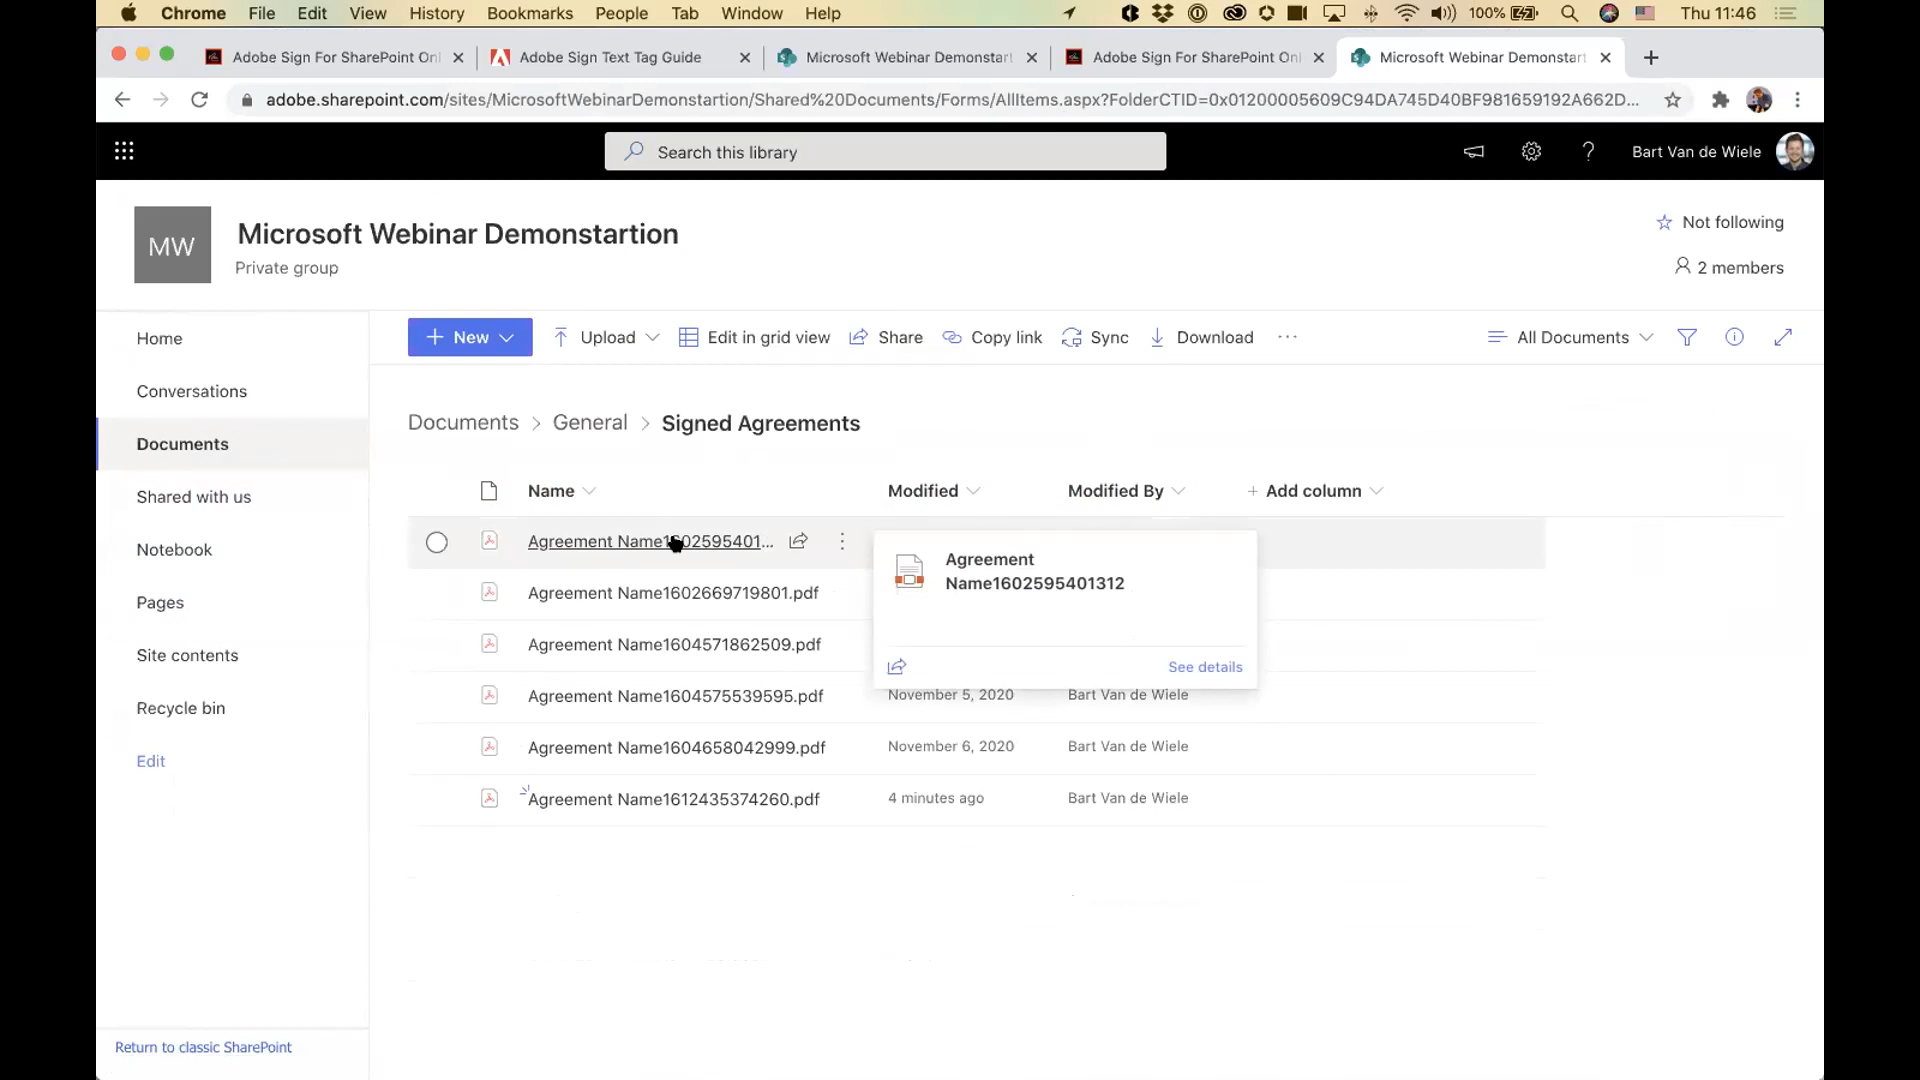 Chrome File Edit View History Bookmarks People Tab Window Help 100% Thu 11:46
Adobe Sign For SharePoint Onl Adobe Sign Text Tag Guide Microsoft Webinar Demonstart Adobe Sign For SharePoint Onl Microsoft Webinar Demonstart
adobe.sharepoint.com/sites/MicrosoftWebinarDemonstartion/Shared%20Documents/Forms/AllItems.aspx?FolderCTID=0x01200005609C94DA745D40BF981659192A662D...
Search this library Bart Van de Wiele
MW Microsoft Webinar Demonstartion Not following
Private group 2 members
Home
Conversations
Documents
Shared with us
Notebook
Pages
Site contents
Recycle bin
Edit
Return to classic SharePoint
+ New Upload Edit in grid view Share Copy link Sync Download ... All Documents
Documents > General > Signed Agreements
Name Modified Modified By + Add column
Agreement Name1602595401...
Agreement Name1602669719801.pdf
Agreement Name1604571862509.pdf
Agreement Name1604575539595.pdf November 5, 2020 Bart Van de Wiele
Agreement Name1604658042999.pdf November 6, 2020 Bart Van de Wiele
Agreement Name1612435374260.pdf 4 minutes ago Bart Van de Wiele
Agreement
Name1602595401312
See details